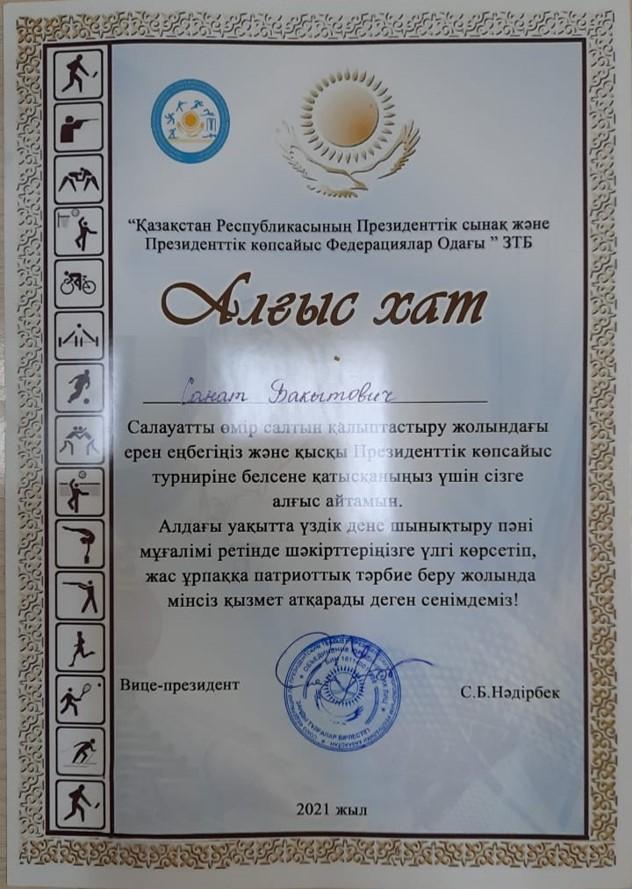 “Қазақстан Республикасының Президенттік сынақ және
Президенттік көпсайыс Федерациялар Одағы ” ЗТБ
Алғыс хат
Санат Бакытович
Салауатты өмір салтын қалыптастыру жолындағы
ерен еңбегіңіз және қысқы Президенттік көпсайыс
турниріне белсене қатысқаныңыз үшін сізге
алғыс айтамын.
Алдағы уақытта үздік дене шынықтыру пәні
мұғалімі ретінде шәкірттеріңізге үлгі көрсетіп,
жас ұрпаққа патриоттық тәрбие беру жолында
мінсіз қызмет атқарады деген сенімдеміз!
Вице-президент
С.Б.Нәдірбек
2021 жыл